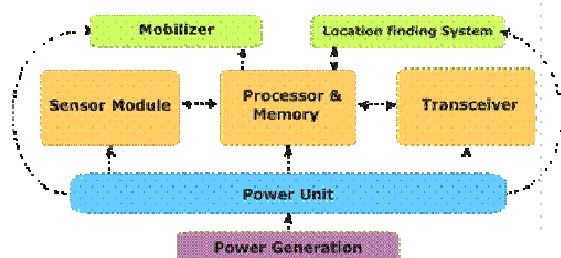 Mobilizer
Location finding System
Sensor Module
Processor &
Memory
Transceiver
Power Unit
Power Generation